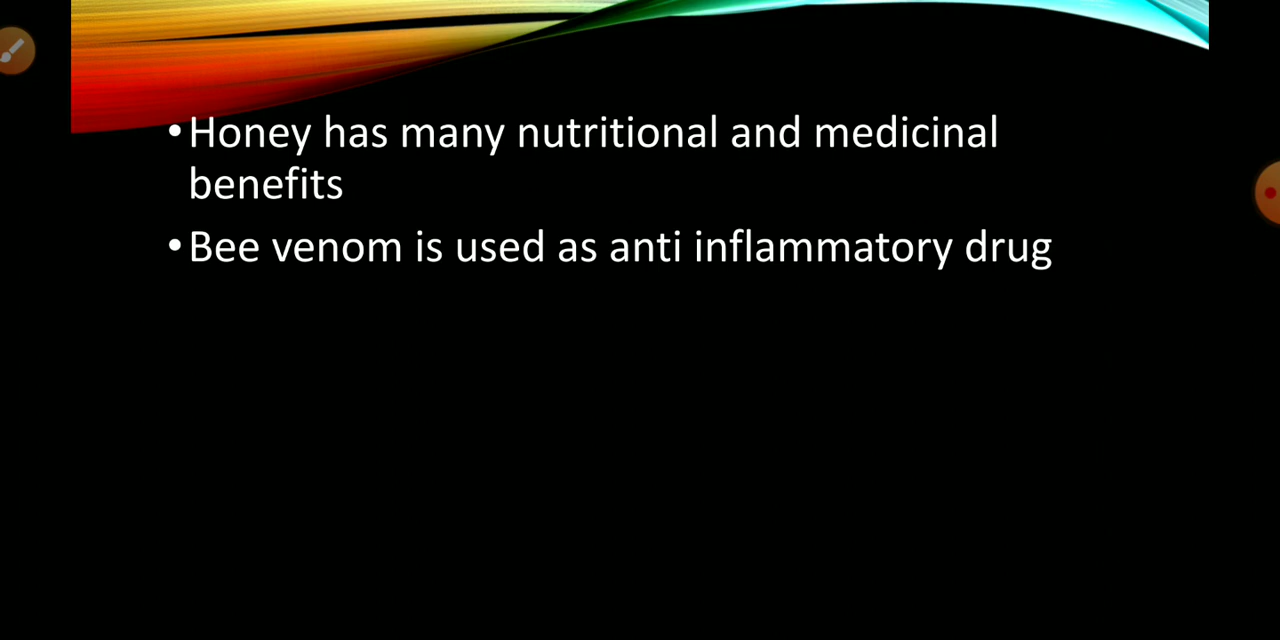 •Honey has many nutritional and medicinal
benefits
•Bee venom is used as anti inflammatory drug